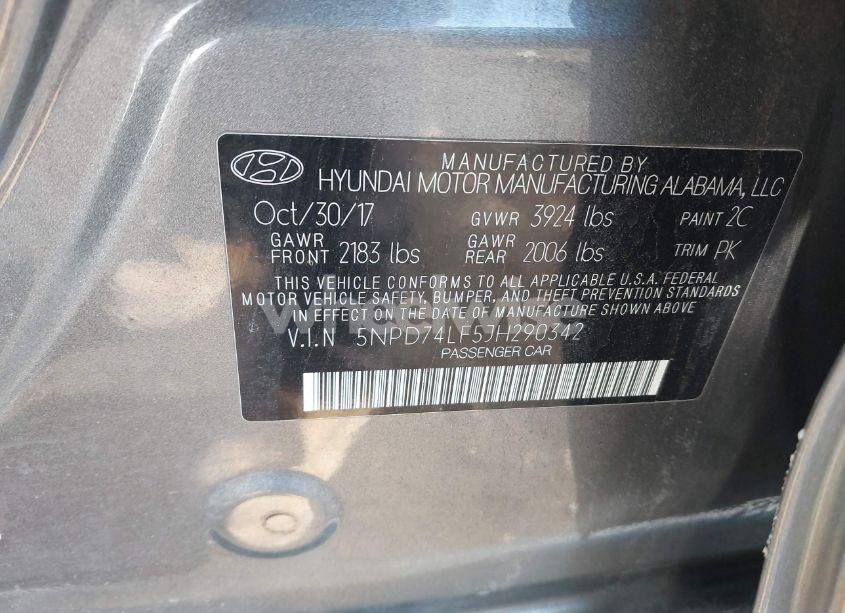 MANUFACTURED BY
HYUNDAI MOTOR MANUFACTURING ALABAMA, LLC
Oct/30/17 GVWR 3924 lbs PAINT 2C
GAWR FRONT 2183 lbs GAWR REAR 2006 lbs TRIM PK
THIS VEHICLE CONFORMS TO ALL APPLICABLE U.S.A. FEDERAL
MOTOR VEHICLE SAFETY, BUMPER, AND THEFT PREVENTION STANDARDS
IN EFFECT ON THE DATE OF MANUFACTURE SHOWN ABOVE.
V.I.N 5NPD74LF5JH290342
PASSENGER CAR